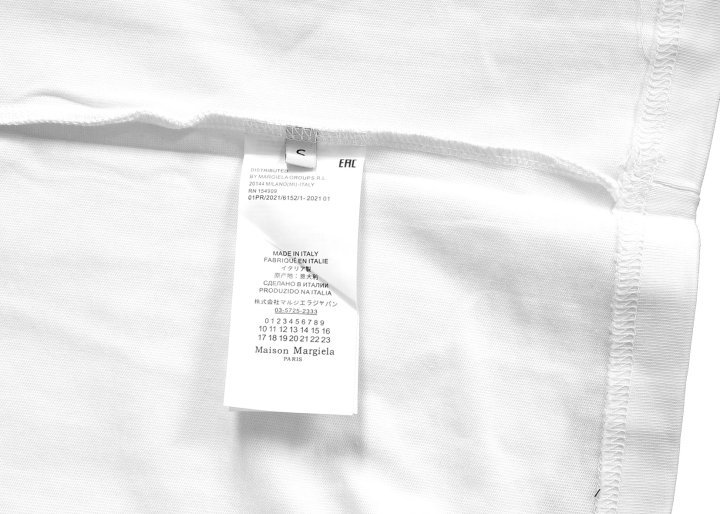 S
EAC
DISTRIBUTED
BY MARGIELA GROUP S.R.L.
20144 MILANO(MI)-ITALY
RN 154909
01PR/2021/6152/1- 2021 01
MADE IN ITALY
FABRIQUÉ EN ITALIE
イタリア製
原产地:意大利
СДЕЛАНО В ИТАЛИИ
PRODUZIDO NA ITALIA
株式会社マルジエラジャパン
03-5725-2333
0 1 2 3 4 5 6 7 8 9
10 11 12 13 14 15 16
17 18 19 20 21 22 23
Maison Margiela
PARIS